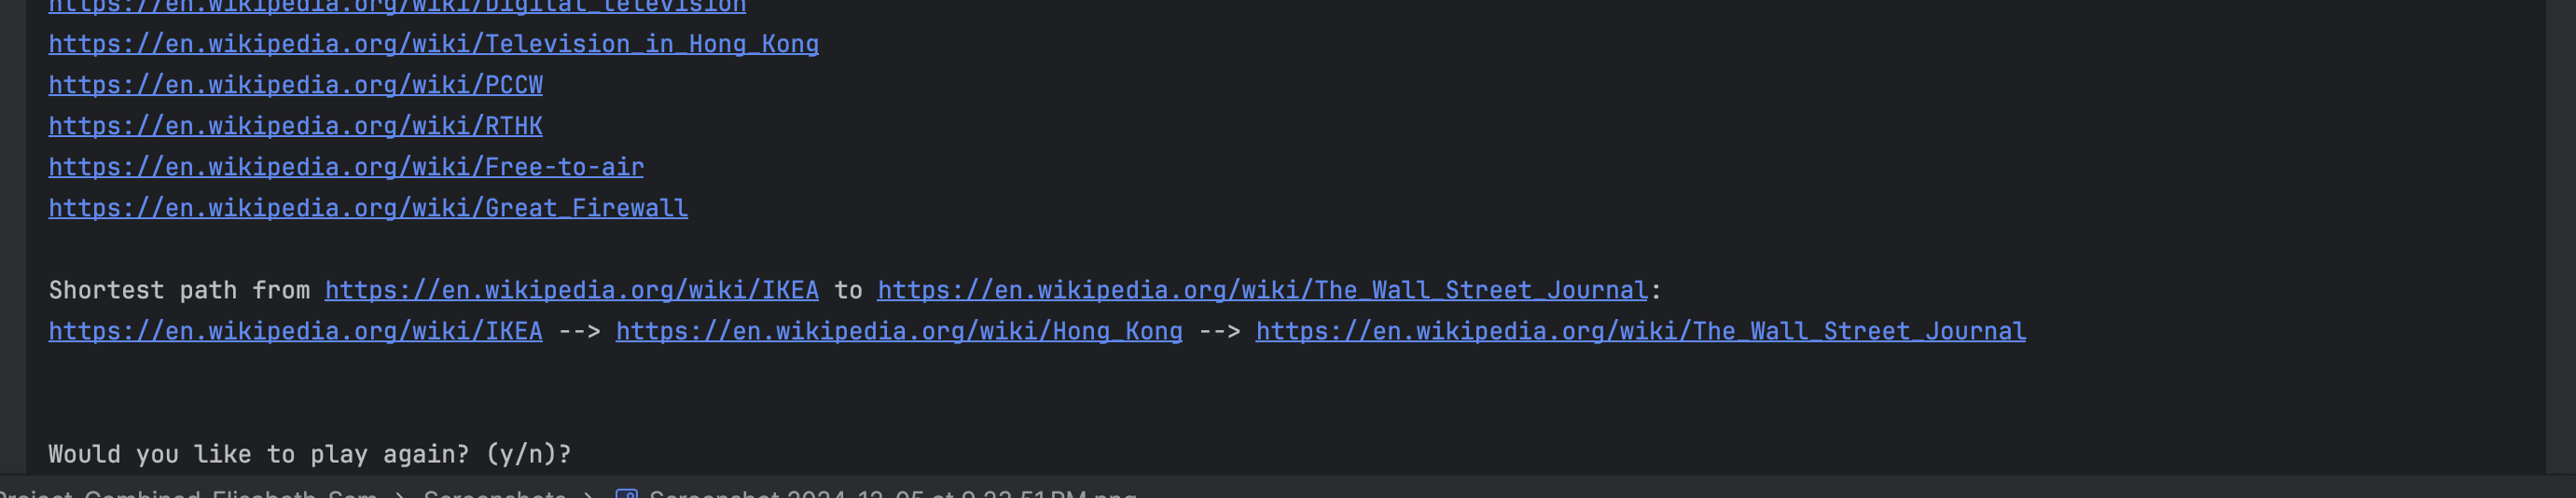 https://en.wikipedia.org/wiki/Digital_television
https://en.wikipedia.org/wiki/Television_in_Hong_Kong
https://en.wikipedia.org/wiki/PCCW
https://en.wikipedia.org/wiki/RTHK
https://en.wikipedia.org/wiki/Free-to-air
https://en.wikipedia.org/wiki/Great_Firewall
Shortest path from https://en.wikipedia.org/wiki/IKEA to https://en.wikipedia.org/wiki/The_Wall_Street_Journal:
https://en.wikipedia.org/wiki/IKEA --> https://en.wikipedia.org/wiki/Hong_Kong --> https://en.wikipedia.org/wiki/The_Wall_Street_Journal
Would you like to play again? (y/n)?
Project_Combined_Elisabeth_Sam > Screenshots > Screenshot 2024-12-05 at 9.23.51 PM.png